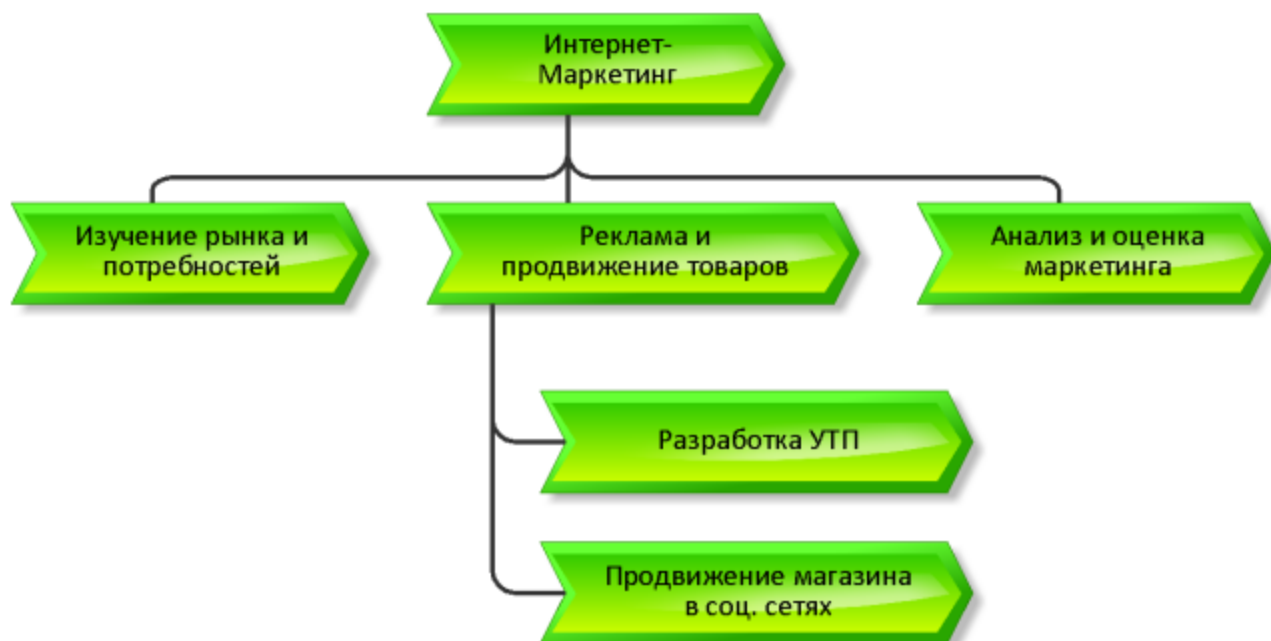 Интернет-
Маркетинг
Изучение рынка и
потребностей
Реклама и
продвижение товаров
Анализ и оценка
маркетинга
Разработка УТП
Продвижение магазина
в соц. сетях